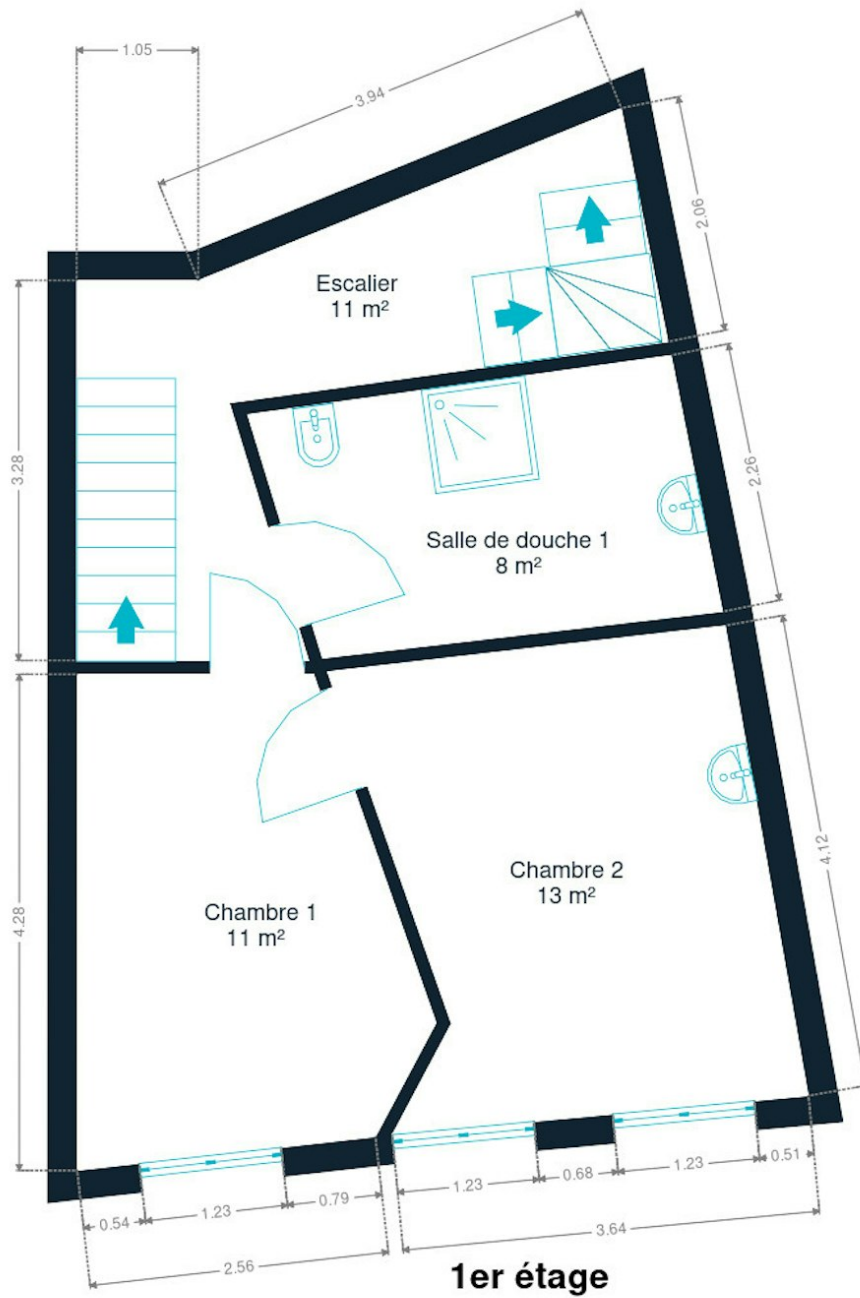 1.05
3.94
2.06
Escalier
11 m²
3.28
2.26
Salle de douche 1
8 m²
4.28
4.12
Chambre 2
13 m²
Chambre 1
11 m²
0.54
1.23
0.79
1.23
0.68
1.23
0.51
2.56
3.64
1er étage